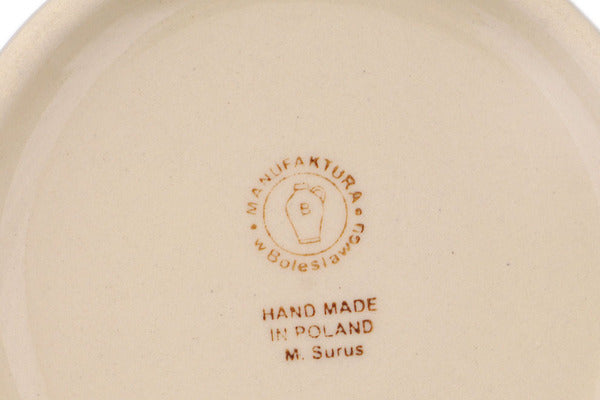 MANUFAKTURA
w Bolesławcu
B
HAND MADE
IN POLAND
M. Surus